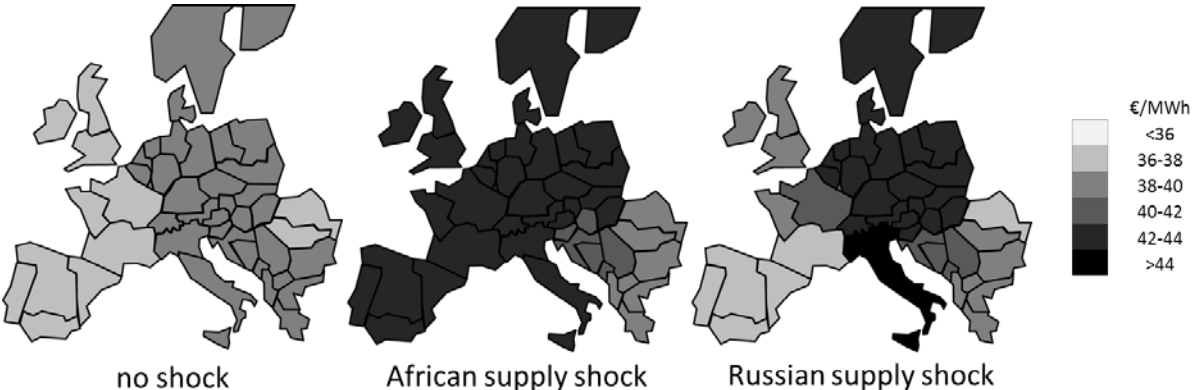 €/MWh
<36
36-38
38-40
40-42
42-44
>44
no shock
African supply shock
Russian supply shock